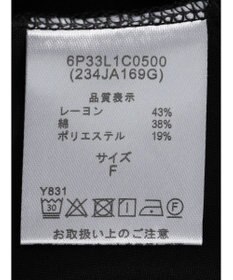 6P33L1C0500
(234JA169G)
品質表示
レーヨン 43%
綿 38%
ポリエステル 19%
サイズ
F
Y831
30 P F
お取扱い上のご注意